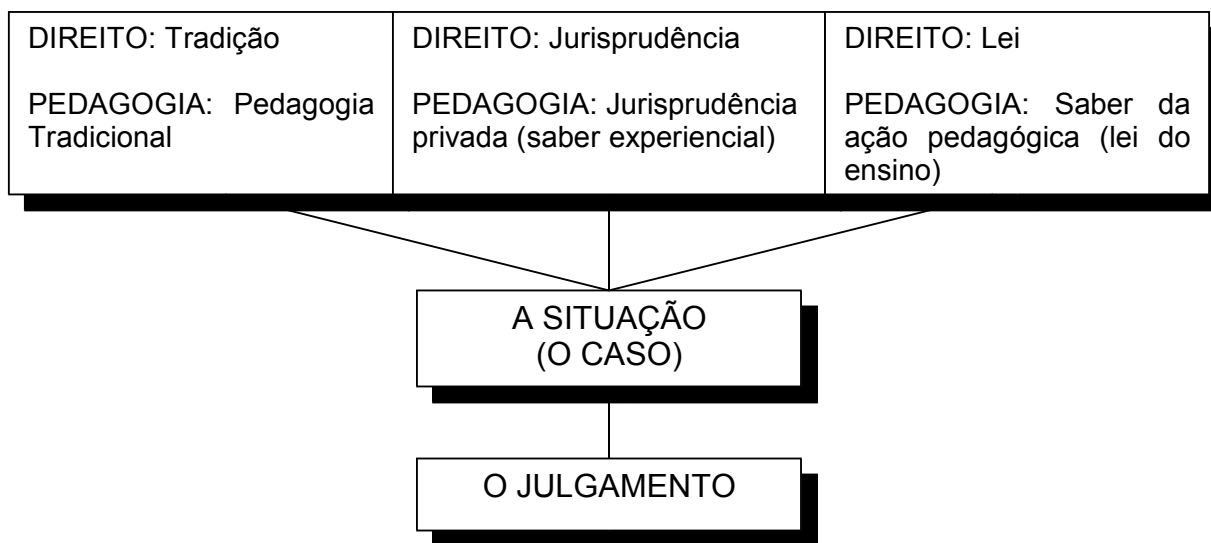 DIREITO: Tradição
PEDAGOGIA: Pedagogia
Tradicional
DIREITO: Jurisprudência
PEDAGOGIA: Jurisprudência
privada (saber experiencial)
DIREITO: Lei
PEDAGOGIA: Saber da
ação pedagógica (lei do
ensino)
A SITUAÇÃO
(O CASO)
O JULGAMENTO